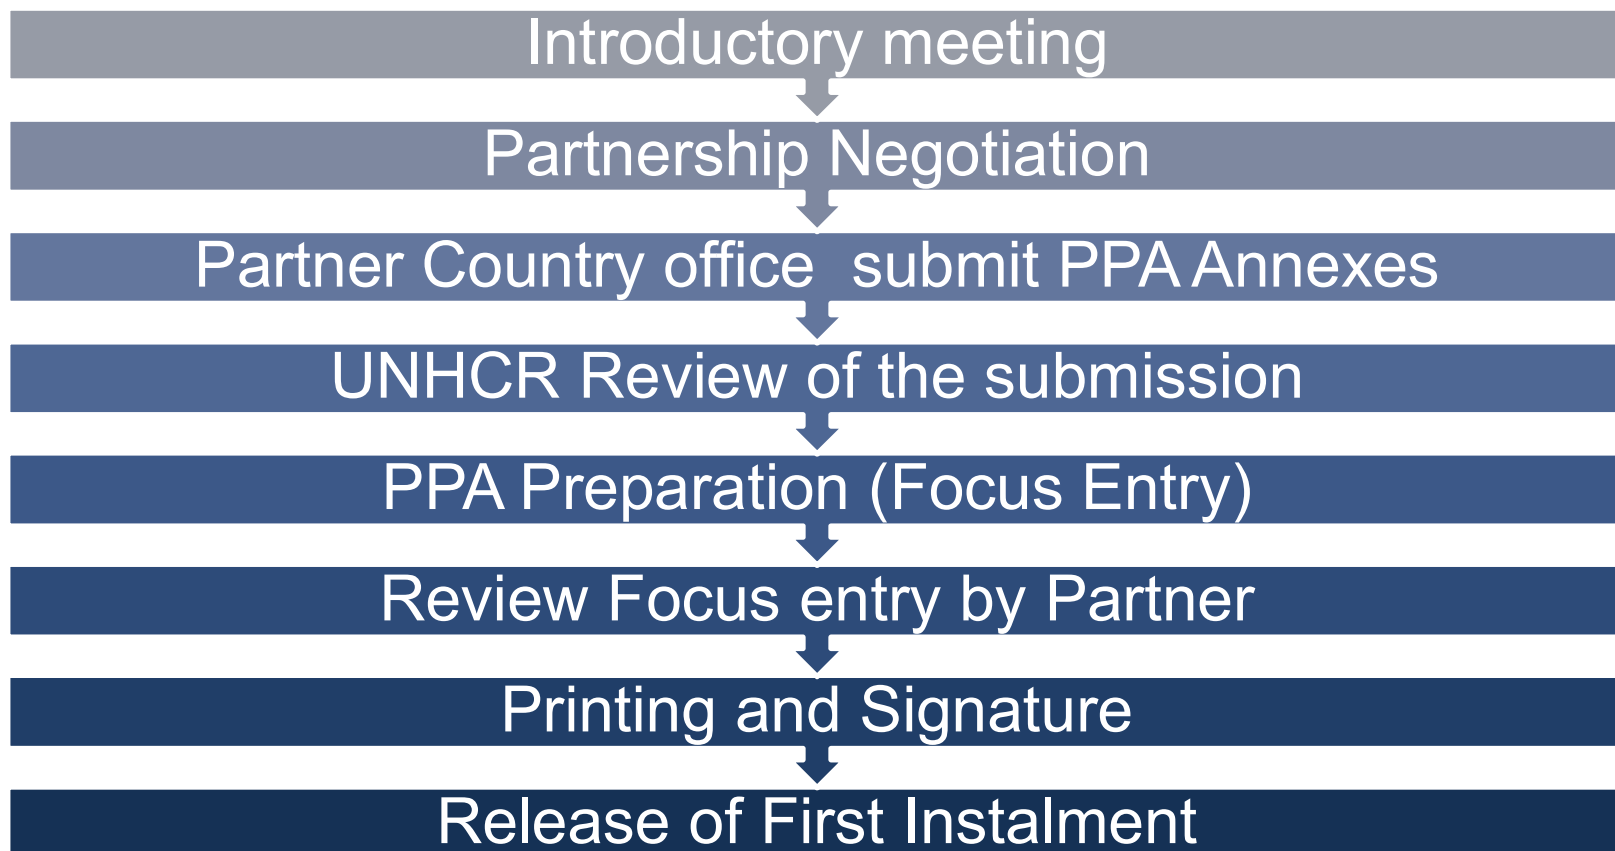 Introductory meeting
Partnership Negotiation
Partner Country office  submit PPA Annexes
UNHCR Review of the submission
PPA Preparation (Focus Entry)
Review Focus entry by Partner
Printing and Signature
Release of First Instalment